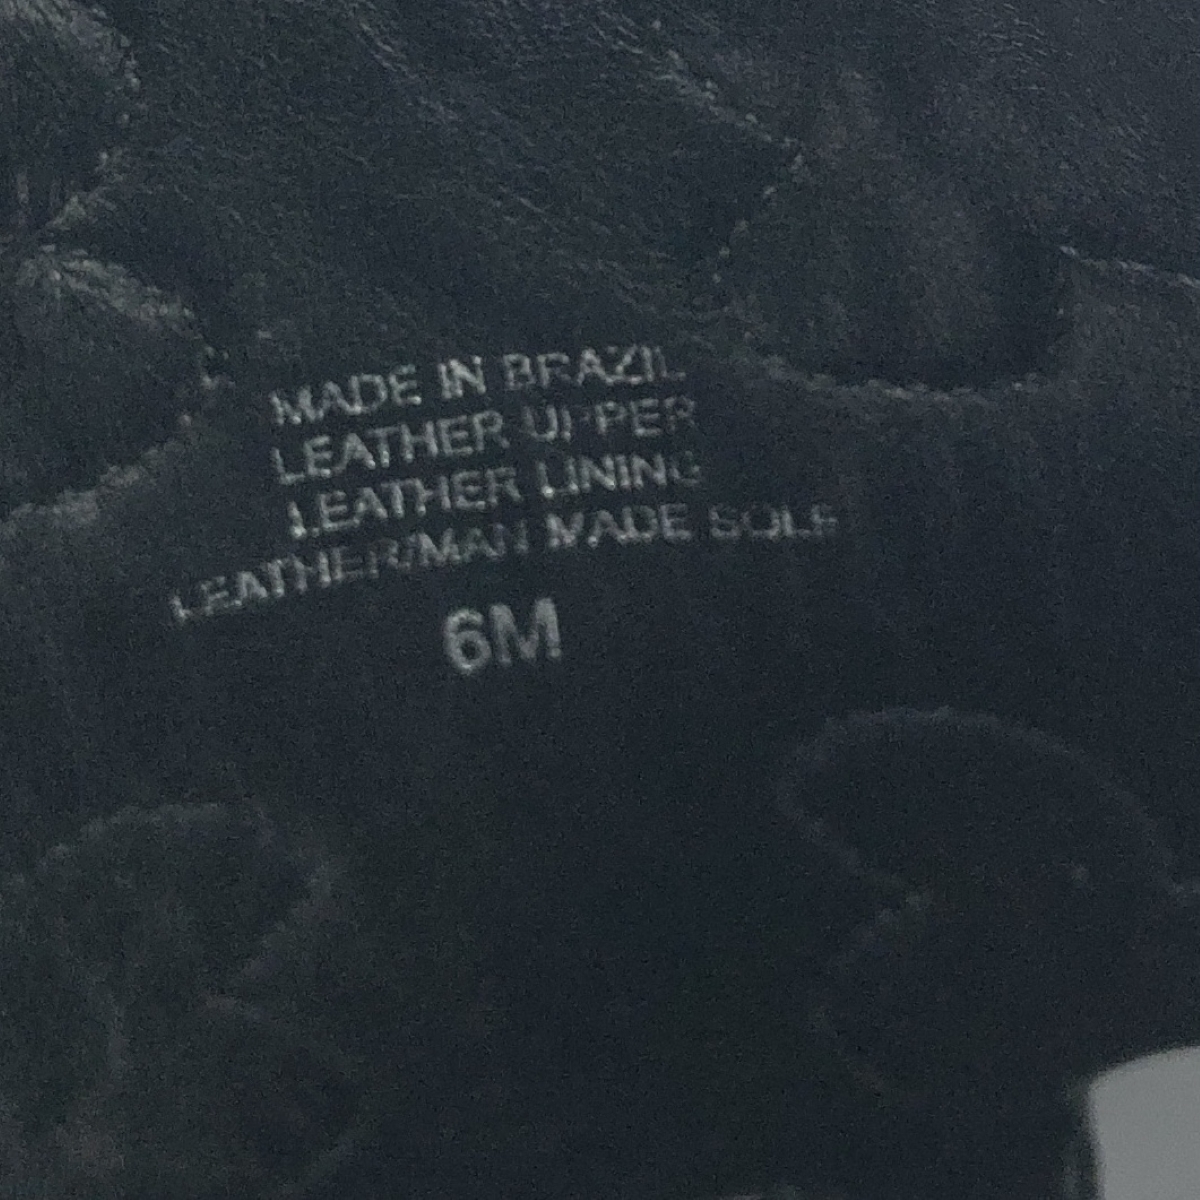 MADE IN BRAZIL
LEATHER UPPER
LEATHER LINING
LEATHER/MAN MADE SOLE
6M